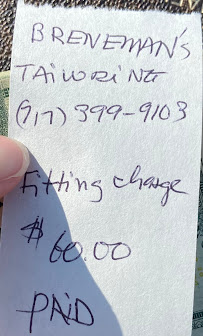 BRENEMAN'S
TAILORING
(717) 399-9103
Fitting charge
$60.00
PAID